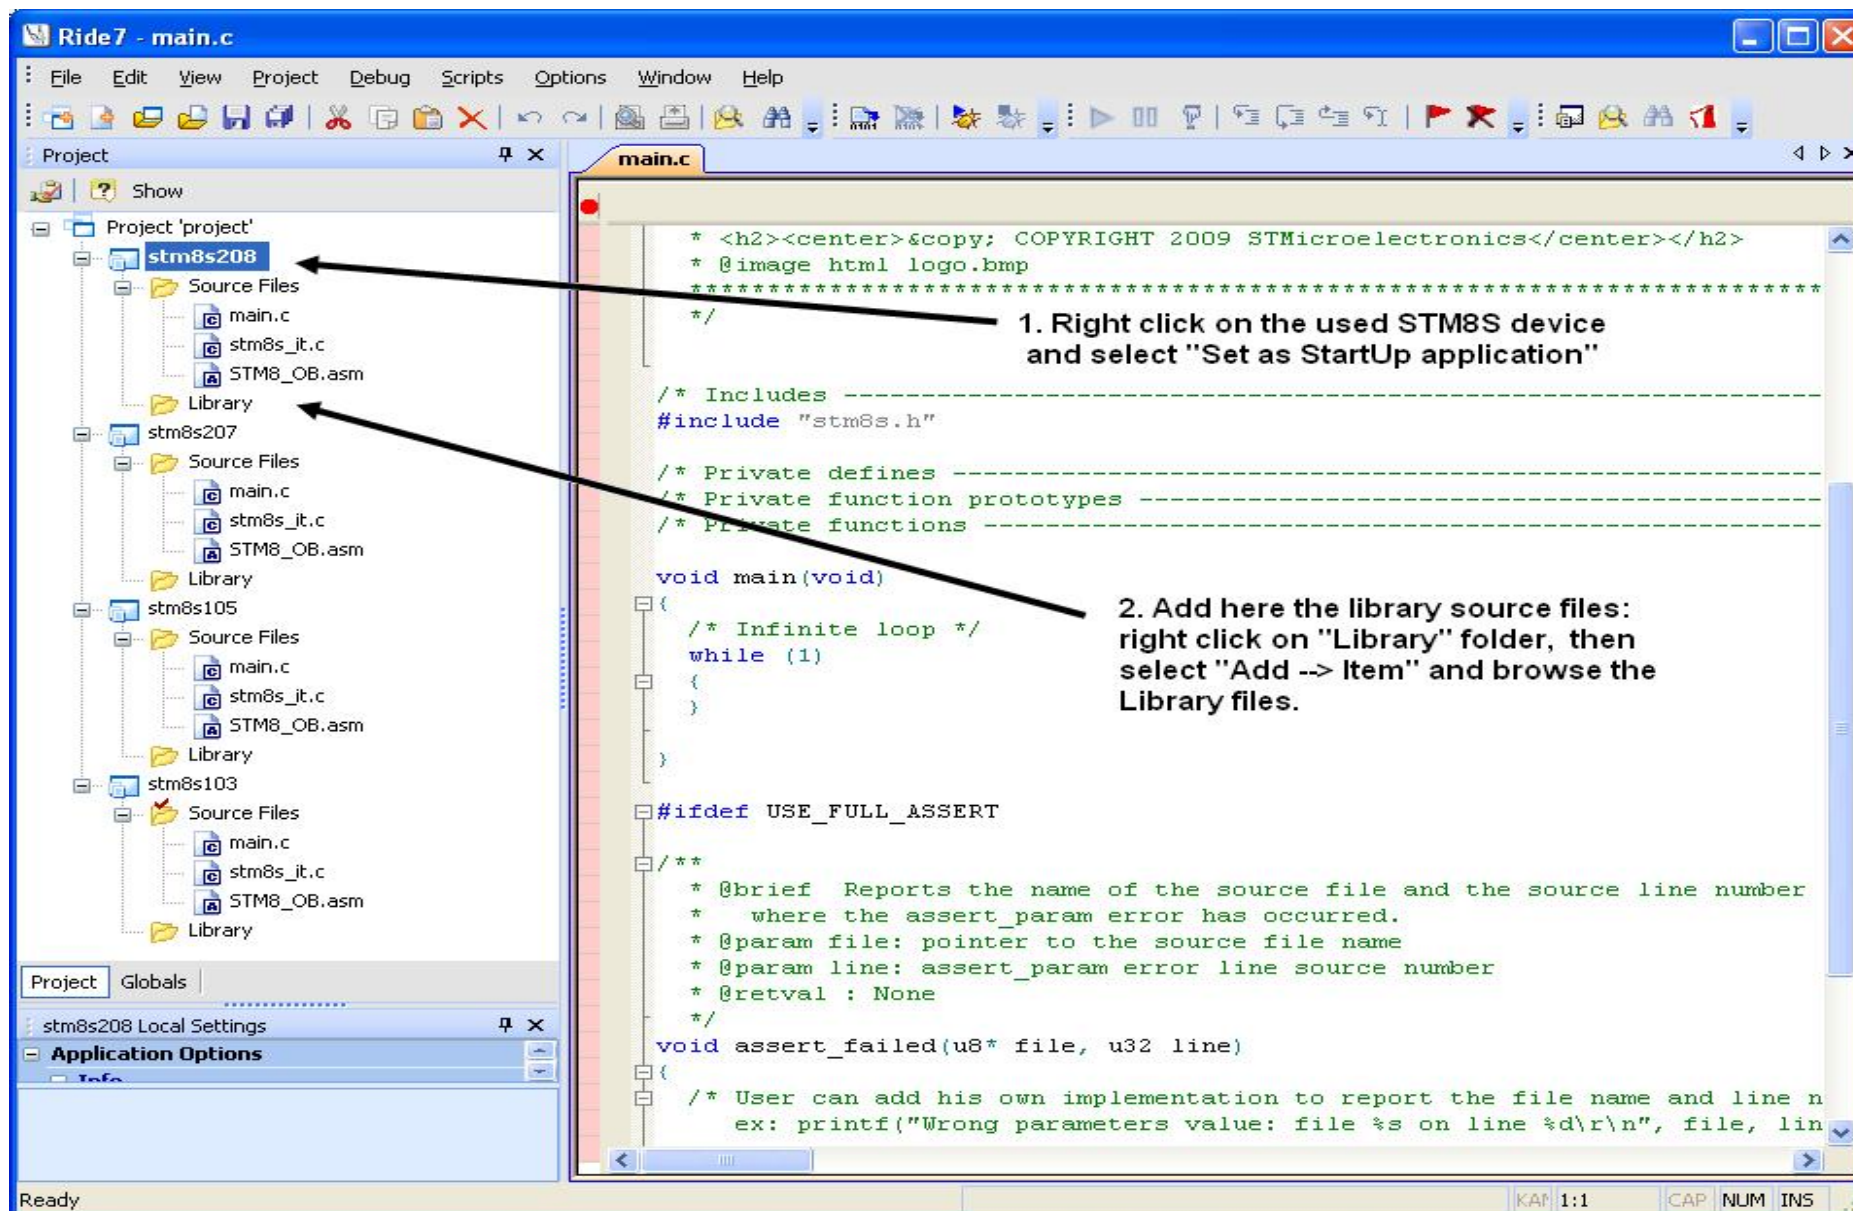 Ride7 - main.c
File Edit View Project Debug Scripts Options Window Help
Project
Show
Project 'project'
stm8s208
Source Files
main.c
stm8s_it.c
STM8_OB.asm
Library
stm8s207
Source Files
main.c
stm8s_it.c
STM8_OB.asm
Library
stm8s105
Source Files
main.c
stm8s_it.c
STM8_OB.asm
Library
stm8s103
Source Files
main.c
stm8s_it.c
STM8_OB.asm
Library
Project Globals
stm8s208 Local Settings
Application Options
Info
main.c
* <h2><center>&copy; COPYRIGHT 2009 STMicroelectronics</center></h2>
* @image html logo.bmp
*************************************************************************
*/
1. Right click on the used STM8S device
and select "Set as StartUp application"
/* Includes ---------------------------------------------------------------
#include "stm8s.h"
/* Private defines --------------------------------------------------------
/* Private function prototypes --------------------------------------------
/* Private functions ------------------------------------------------------
void main(void)
{
/* Infinite loop */
while (1)
{
}
}
2. Add here the library source files:
right click on "Library" folder, then
select "Add --> Item" and browse the
Library files.
#ifdef USE_FULL_ASSERT
/**
* @brief  Reports the name of the source file and the source line number
*   where the assert_param error has occurred.
* @param file: pointer to the source file name
* @param line: assert_param error line source number
* @retval : None
*/
void assert_failed(u8* file, u32 line)
{
/* User can add his own implementation to report the file name and line n
ex: printf("Wrong parameters value: file %s on line %d\r\n", file, lin
Ready
1:1 CAP NUM INS